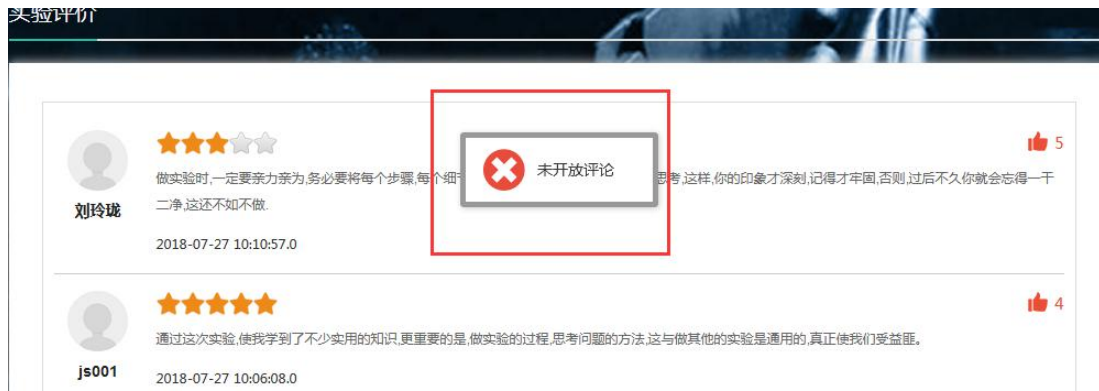 实验评价
5
未开放评论
做实验时,一定要亲力亲为,务必要将每个步骤,每个细 思考,这样,你的印象才深刻,记得才牢固,否则,过后不久你就会忘得一干
刘玲珑
二净,这还不如不做.
2018-07-27 10:10:57.0
4
通过这次实验,使我学到了不少实用的知识,更重要的是,做实验的过程,思考问题的方法,这与做其他的实验是通用的,真正使我们受益匪。
js001
2018-07-27 10:06:08.0